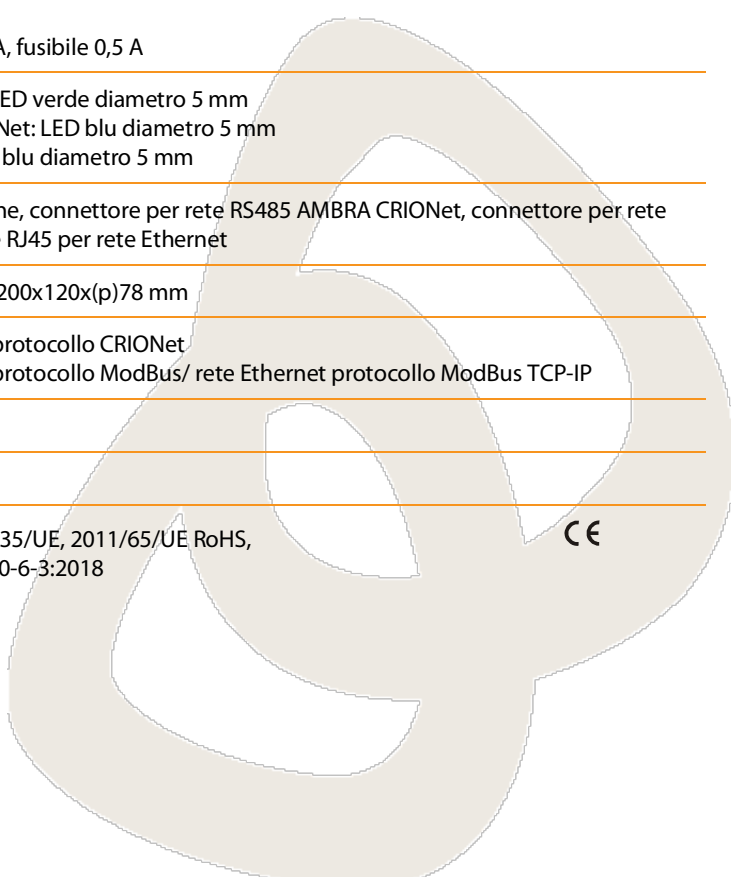 A, fusibile 0,5 A
ED verde diametro 5 mm
Net: LED blu diametro 5 mm
blu diametro 5 mm
ne, connettore per rete RS485 AMBRA CRIONet, connettore per rete
RJ45 per rete Ethernet
200x120x(p)78 mm
protocollo CRIONet
protocollo ModBus/ rete Ethernet protocollo ModBus TCP-IP
35/UE, 2011/65/UE RoHS,
0-6-3:2018
CE